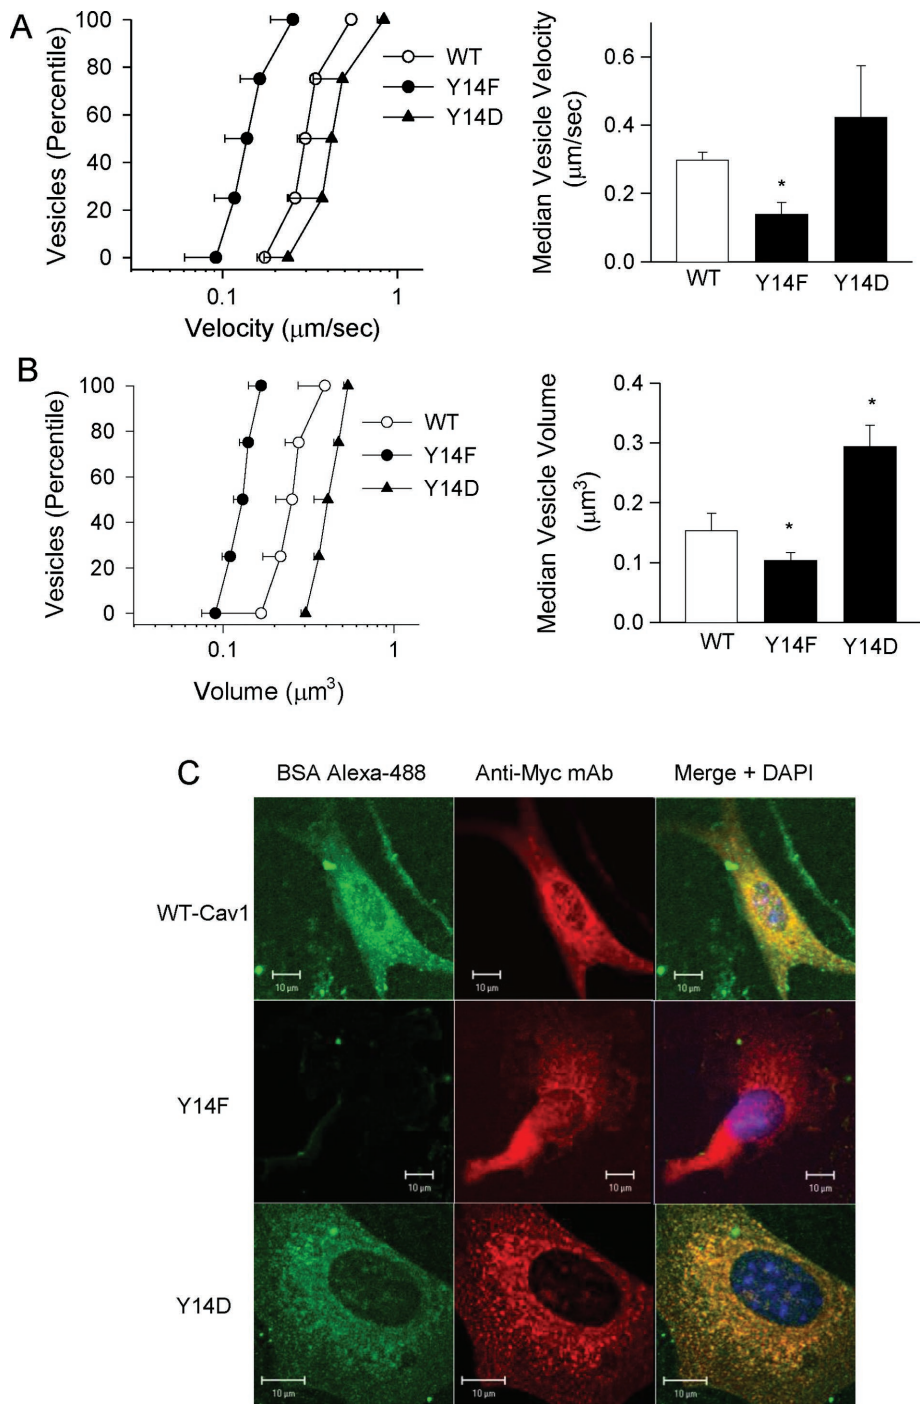 A
Vesicles (Percentile)
100
80
60
40
20
0
0.1
1
Velocity (μm/sec)
WT
Y14F
Y14D
Median Vesicle Velocity
(μm/sec)
0.6
0.4
0.2
0.0
*
WT
Y14F
Y14D
B
Vesicles (Percentile)
100
80
60
40
20
0
0.1
1
Volume (μm³)
WT
Y14F
Y14D
Median Vesicle Volume
(μm³)
0.4
0.3
0.2
0.1
0.0
*
*
WT
Y14F
Y14D
C
BSA Alexa-488
Anti-Myc mAb
Merge + DAPI
WT-Cav1
10 μm
10 μm
10 μm
Y14F
10 μm
10 μm
10 μm
Y14D
10 μm
10 μm
10 μm